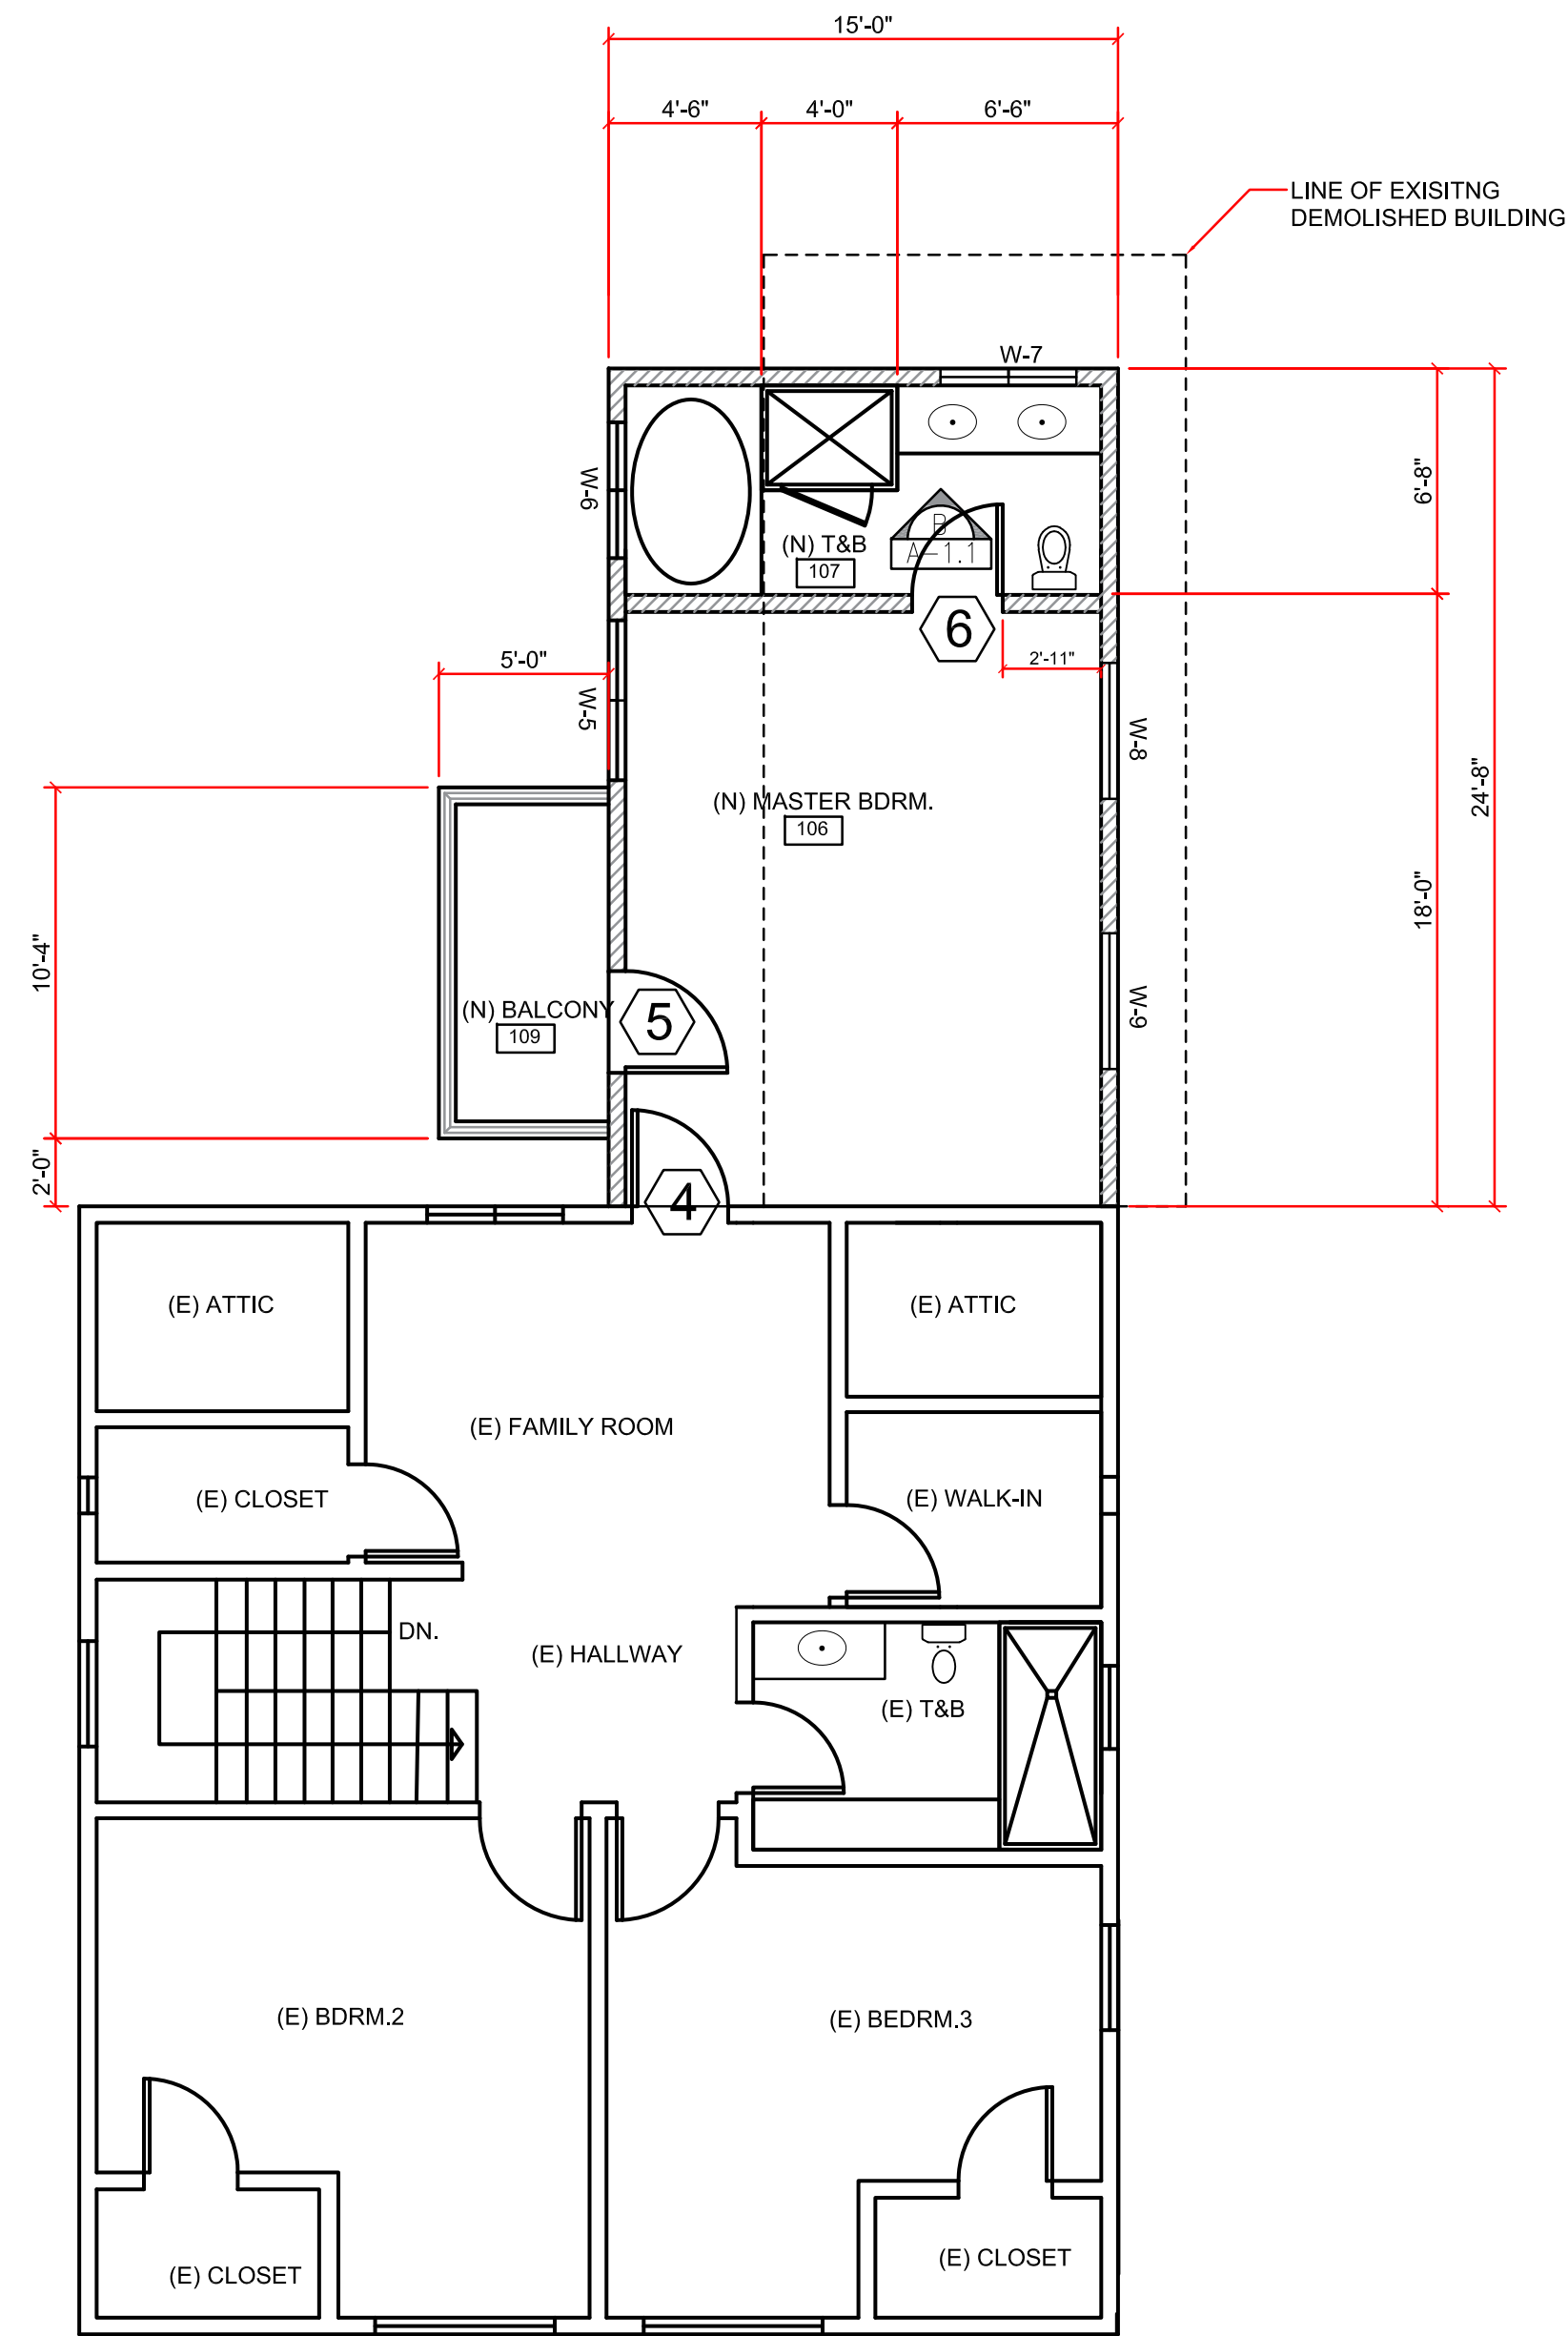 15'-0"
4'-6"
4'-0"
6'-6"
LINE OF EXISITNG
DEMOLISHED BUILDING
W-7
W-6
6'-8"
B
A-1.1
(N) T&B
107
6
5'-0"
2'-11"
W-5
W-8
24'-8"
(N) MASTER BDRM.
106
18'-0"
10'-4"
(N) BALCONY
109
5
W-9
2'-0"
4
(E) ATTIC
(E) ATTIC
(E) FAMILY ROOM
(E) CLOSET
(E) WALK-IN
DN.
(E) HALLWAY
(E) T&B
(E) BDRM.2
(E) BEDRM.3
(E) CLOSET
(E) CLOSET